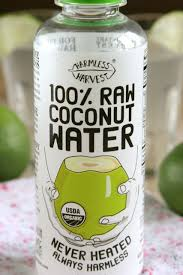 HARMLESS
HARVEST
100% RAW
COCONUT
WATER
USDA
ORGANIC
NEVER HEATED
ALWAYS HARMLESS